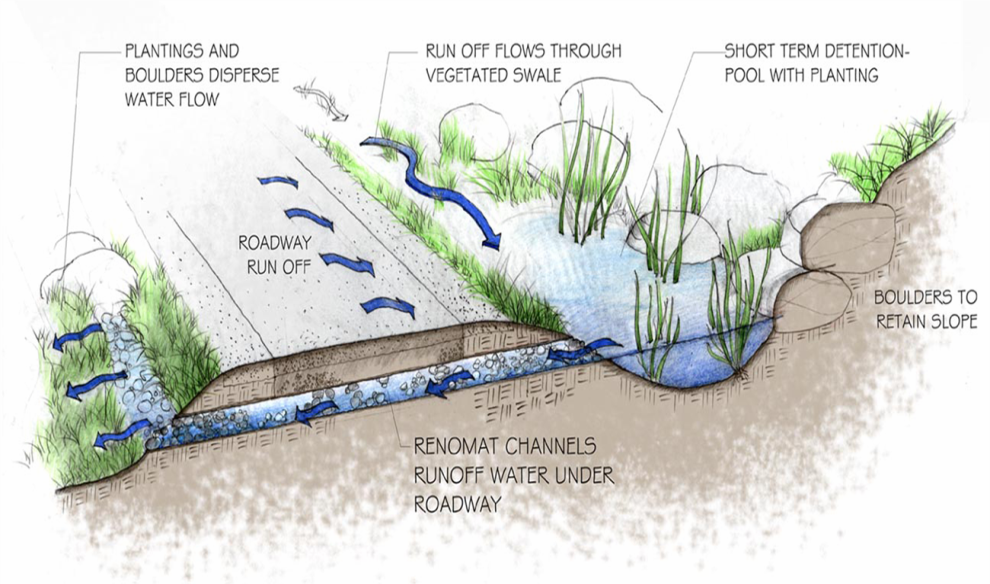 PLANTINGS AND
BOULDERS DISPERSE
WATER FLOW
RUN OFF FLOWS THROUGH
VEGETATED SWALE
SHORT TERM DETENTION-
POOL WITH PLANTING
ROADWAY
RUN OFF
BOULDERS TO
RETAIN SLOPE
RENOMAT CHANNELS
RUNOFF WATER UNDER
ROADWAY